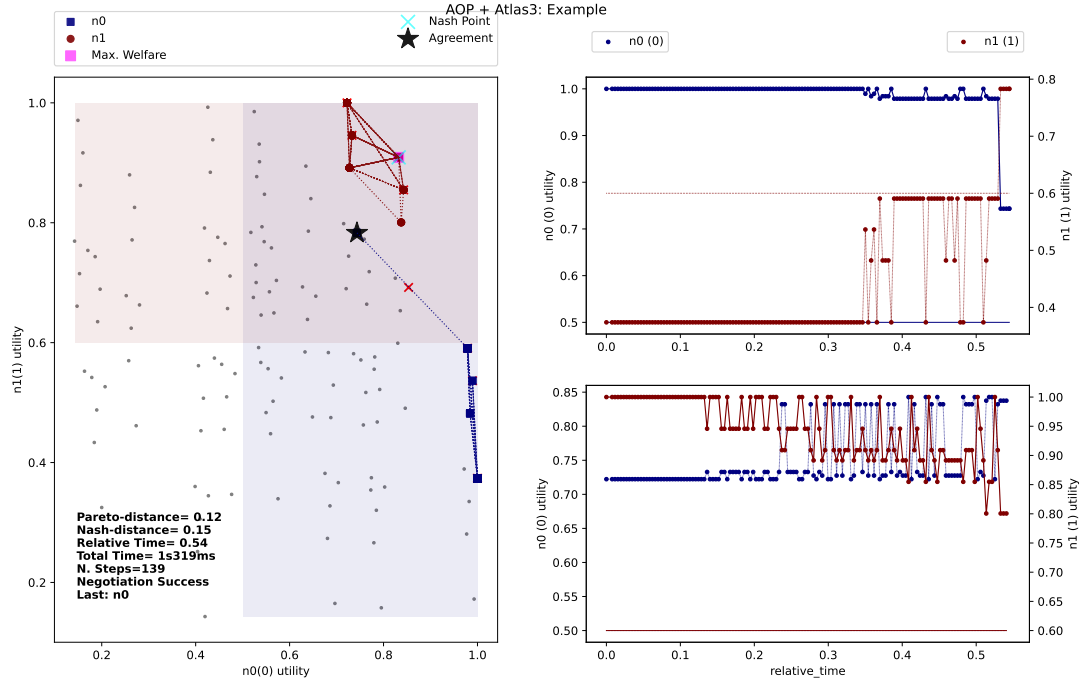 AOP + Atlas3: Example
n0
n1
Max. Welfare
Nash Point
Agreement
n1(1) utility
1.0
0.8
0.6
0.4
0.2
Pareto-distance= 0.12
Nash-distance= 0.15
Relative Time= 0.54
Total Time= 1s319ms
N. Steps=139
Negotiation Success
Last: n0
0.2 0.4 0.6 0.8 1.0
n0(0) utility
n0 (0)
n1 (1)
n0 (0) utility
1.0
0.9
0.8
0.7
0.6
0.5
0.8
0.7
0.6
0.5
0.4
n1 (1) utility
0.0 0.1 0.2 0.3 0.4 0.5
n0 (0) utility
0.85
0.80
0.75
0.70
0.65
0.60
0.55
0.50
1.00
0.95
0.90
0.85
0.80
0.75
0.70
0.65
0.60
n1 (1) utility
0.0 0.1 0.2 0.3 0.4 0.5
relative_time